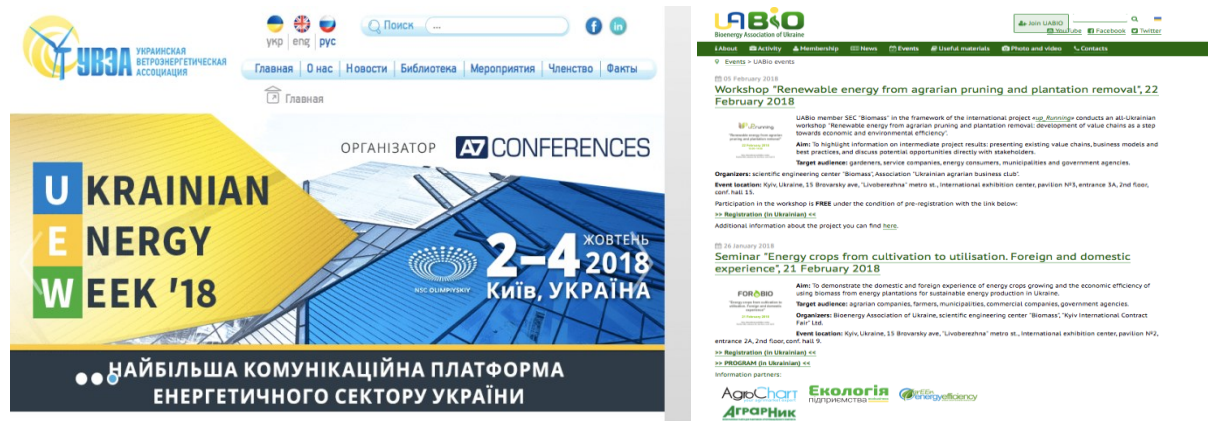 УВЭА УКРАИНСКАЯ
ВЕТРОЭНЕРГЕТИЧЕСКАЯ
АССОЦИАЦИЯ
укр eng рус
Поиск (...
Главная О нас Новости Библиотека Мероприятия Членство Факты
Главная
ОРГАНІЗАТОР A7 CONFERENCES
UKRAINIAN
ENERGY
WEEK '18
NSC OLIMPIYSKIY
2–4 ЖОВТЕНЬ
2018
Київ, УКРАЇНА
НАЙБІЛЬША КОМУНІКАЦІЙНА ПЛАТФОРМА
ЕНЕРГЕТИЧНОГО СЕКТОРУ УКРАЇНИ
UABIO
Bioenergy Association of Ukraine
Join UABIO
YouTube Facebook Twitter
About Activity Membership News Events Useful materials Photo and video Contacts
Events > UABio events
05 February 2018
Workshop "Renewable energy from agrarian pruning and plantation removal", 22
February 2018
UABio member SEC "Biomass" in the framework of the international project «up_Running» conducts an all-Ukrainian
workshop "Renewable energy from agrarian pruning and plantation removal: development of value chains as a step
towards economic and environmental efficiency".
Aim: To highlight information on intermediate project results: presenting existing value chains, business models and
best practices, and discuss potential opportunities directly with stakeholders.
Target audience: gardeners, service companies, energy consumers, municipalities and government agencies.
Organizers: scientific engineering center "Biomass", Association "Ukrainian agrarian business club".
Event location: Kyiv, Ukraine, 15 Brovarsky ave, "Livoberezhna" metro st., International exhibition center, pavilion №3, entrance 3A, 2nd floor,
conf. hall 15.
Participation in the workshop is FREE under the condition of pre-registration with the link below:
>> Registration (in Ukrainian) <<
Additional information about the project you can find here.
26 January 2018
Seminar "Energy crops from cultivation to utilisation. Foreign and domestic
experience", 21 February 2018
FORBIO
Aim: To demonstrate the domestic and foreign experience of energy crops growing and the economic efficiency of
using biomass from energy plantations for sustainable energy production in Ukraine.
Target audience: agrarian companies, farmers, municipalities, commercial companies, government agencies.
Organizers: Bioenergy Association of Ukraine, scientific engineering center "Biomass", "Kyiv International Contract
Fair" Ltd.
Event location: Kyiv, Ukraine, 15 Brovarsky ave, "Livoberezhna" metro st., International exhibition center, pavilion №2,
entrance 2A, 2nd floor, conf. hall 9.
>> Registration (in Ukrainian) <<
>> PROGRAM (in Ukrainian) <<
Information partners:
AgroChart Екологія
підприємства green energyefficiency
АГРАРНИК